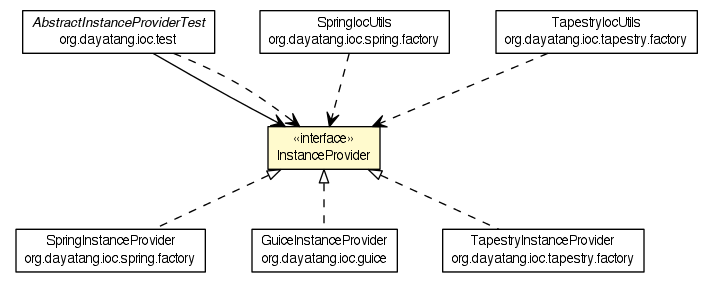 AbstractInstanceProviderTest
org.dayatang.ioc.test
SpringIocUtils
org.dayatang.ioc.spring.factory
TapestryIocUtils
org.dayatang.ioc.tapestry.factory
«interface»
InstanceProvider
SpringInstanceProvider
org.dayatang.ioc.spring.factory
GuiceInstanceProvider
org.dayatang.ioc.guice
TapestryInstanceProvider
org.dayatang.ioc.tapestry.factory